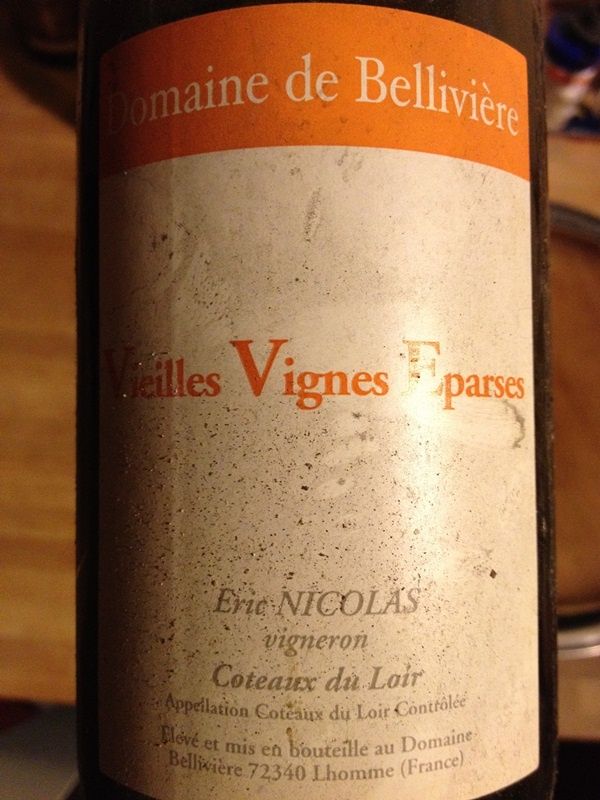 Domaine de Bellivière
Vieilles Vignes Eparses
Eric NICOLAS
vigneron
Coteaux du Loir
Appellation Coteaux du Loir Contrôlée
Elevé et mis en bouteille au Domaine
Bellivière 72340 Lhomme (France)